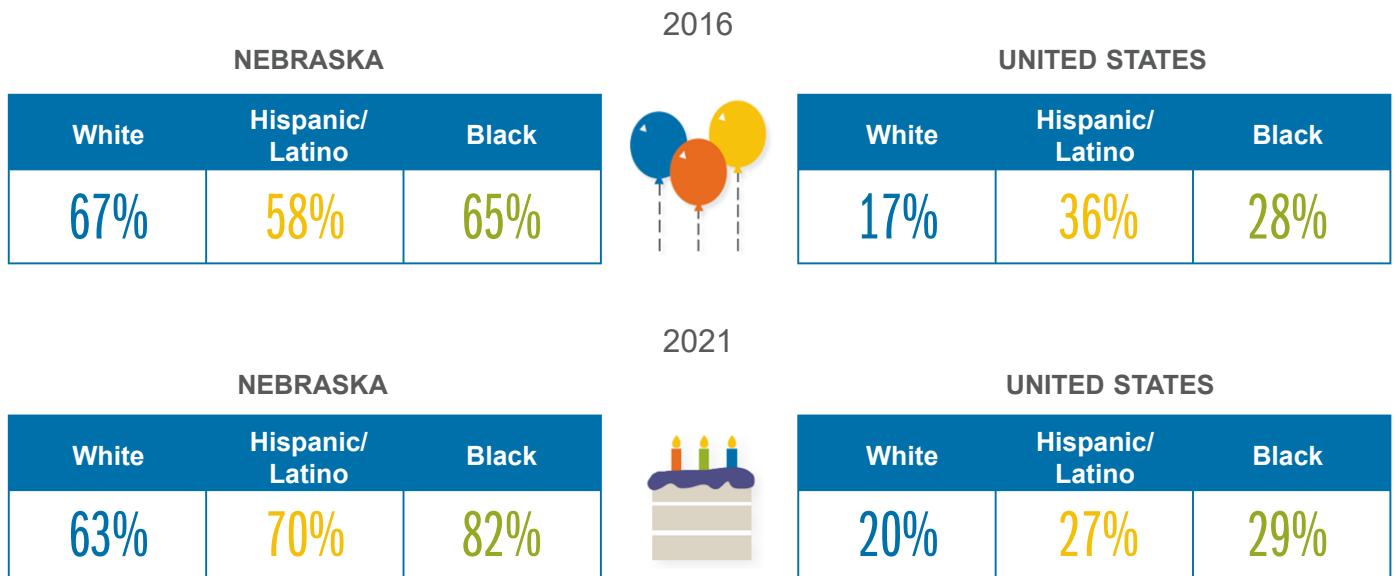 2016
NEBRASKA
White
Hispanic/
Latino
Black
67%
58%
65%
UNITED STATES
White
Hispanic/
Latino
Black
17%
36%
28%
2021
NEBRASKA
White
Hispanic/
Latino
Black
63%
70%
82%
UNITED STATES
White
Hispanic/
Latino
Black
20%
27%
29%